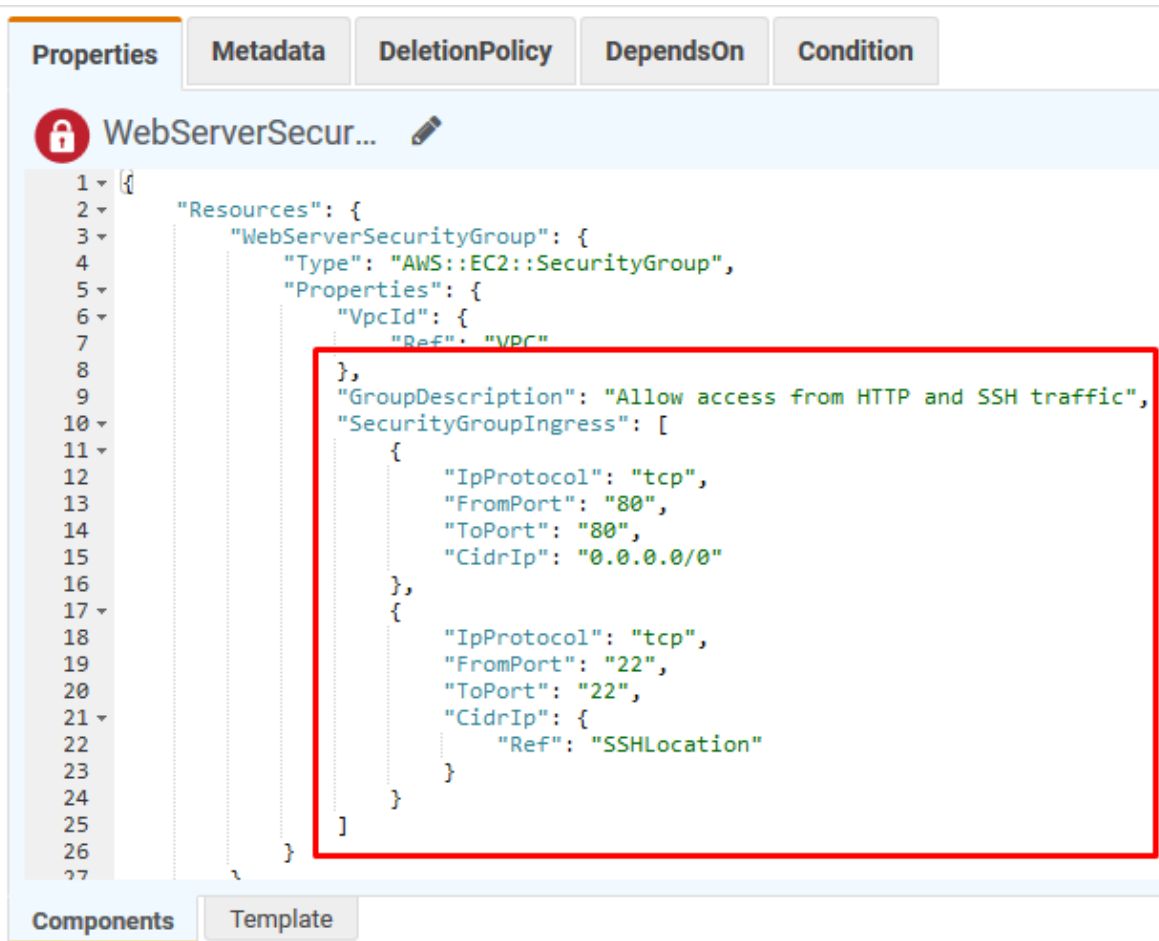 Properties Metadata DeletionPolicy DependsOn Condition
WebServerSecur...
1 {
2 "Resources": {
3 "WebServerSecurityGroup": {
4 "Type": "AWS::EC2::SecurityGroup",
5 "Properties": {
6 "VpcId": {
7 "Ref": "VPC"
8 },
9 "GroupDescription": "Allow access from HTTP and SSH traffic",
10 "SecurityGroupIngress": [
11 {
12 "IpProtocol": "tcp",
13 "FromPort": "80",
14 "ToPort": "80",
15 "CidrIp": "0.0.0.0/0"
16 },
17 {
18 "IpProtocol": "tcp",
19 "FromPort": "22",
20 "ToPort": "22",
21 "CidrIp": {
22 "Ref": "SSHLocation"
23 }
24 }
25 ]
26 }
27 }
Components Template